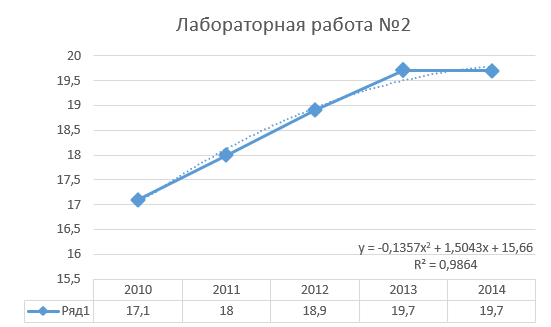 Лабораторная работа №2
20
19,5
19
18,5
18
17,5
17
16,5
16
15,5
y = -0,1357x² + 1,5043x + 15,66
R² = 0,9864
2010 2011 2012 2013 2014
Ряд1 17,1 18 18,9 19,7 19,7